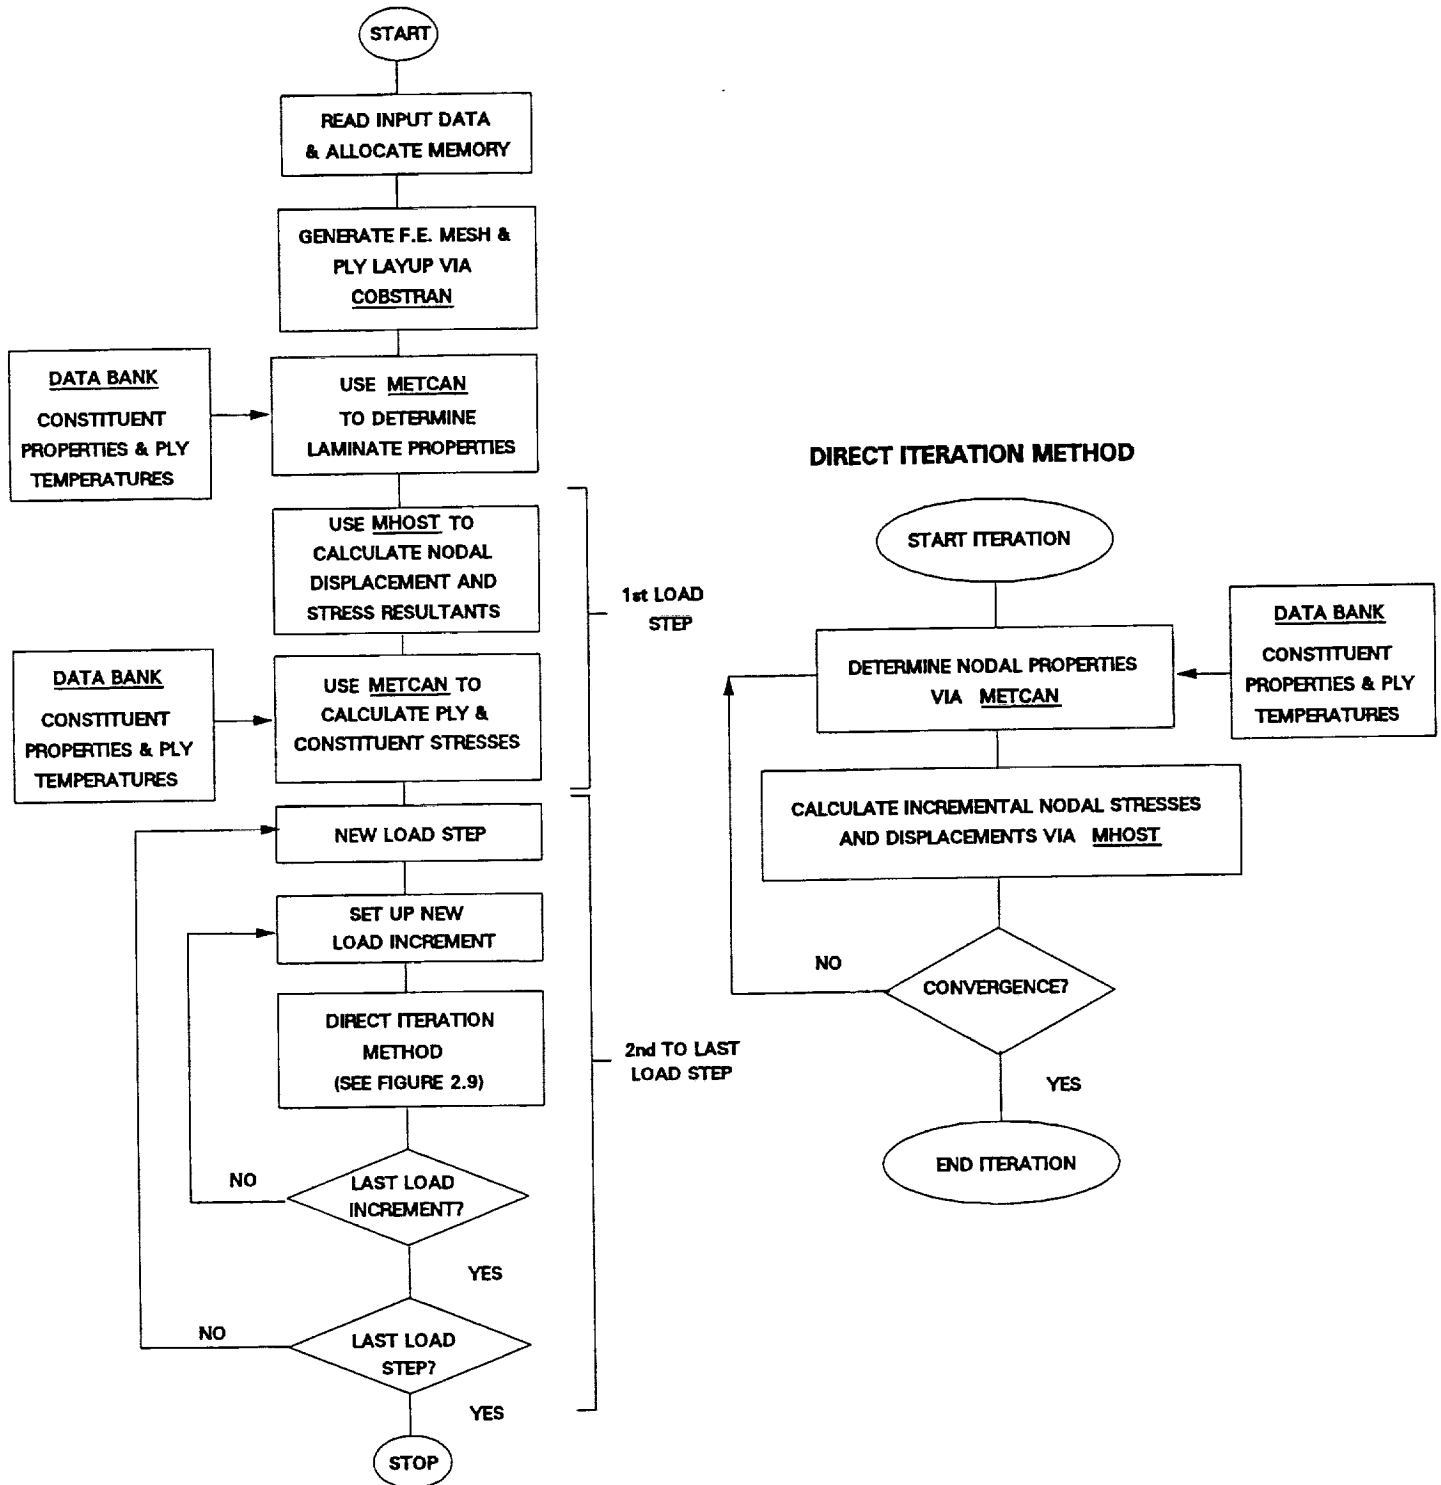 START
READ INPUT DATA
& ALLOCATE MEMORY
GENERATE F.E. MESH &
PLY LAYUP VIA
COBSTRAN
DATA BANK
CONSTITUENT
PROPERTIES & PLY
TEMPERATURES
USE METCAN
TO DETERMINE
LAMINATE PROPERTIES
USE MHOST TO
CALCULATE NODAL
DISPLACEMENT AND
STRESS RESULTANTS
1st LOAD
STEP
DATA BANK
CONSTITUENT
PROPERTIES & PLY
TEMPERATURES
USE METCAN TO
CALCULATE PLY &
CONSTITUENT STRESSES
NEW LOAD STEP
SET UP NEW
LOAD INCREMENT
DIRECT ITERATION
METHOD
(SEE FIGURE 2.9)
2nd TO LAST
LOAD STEP
NO
LAST LOAD
INCREMENT?
YES
NO
LAST LOAD
STEP?
YES
STOP
DIRECT ITERATION METHOD
START ITERATION
DETERMINE NODAL PROPERTIES
VIA METCAN
DATA BANK
CONSTITUENT
PROPERTIES & PLY
TEMPERATURES
CALCULATE INCREMENTAL NODAL STRESSES
AND DISPLACEMENTS VIA MHOST
NO
CONVERGENCE?
YES
END ITERATION